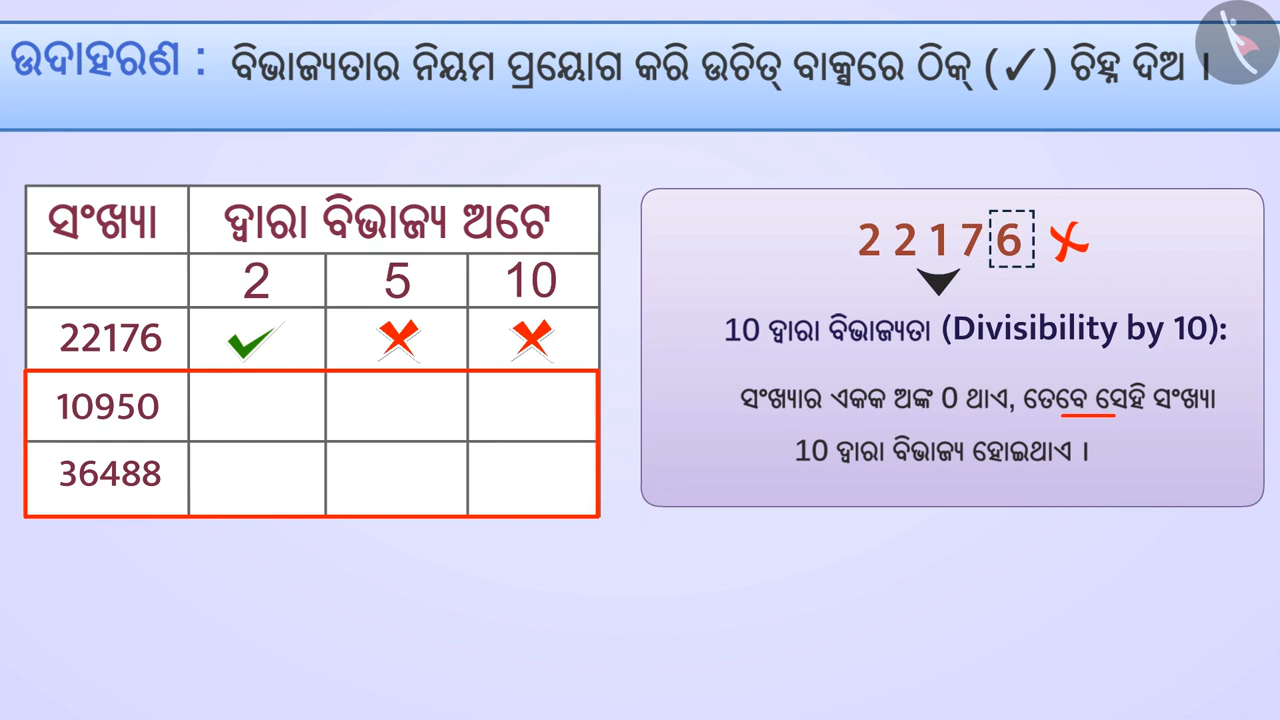 ଉଦାହରଣ : ବିଭାଜ୍ୟତାର ନିୟମ ପ୍ରୟୋଗ କରି ଉଚିତ୍ ବାକ୍ସରେ ଠିକ୍ (✓) ଚିହ୍ନ ଦିଅ ।
ସଂଖ୍ୟା ଦ୍ୱାରା ବିଭାଜ୍ୟ ଅଟେ
2 5 10
22176
10950
36488
22176
10 ଦ୍ୱାରା ବିଭାଜ୍ୟତା (Divisibility by 10):
ସଂଖ୍ୟାର ଏକକ ଅଙ୍କ 0 ଥାଏ, ତେବେ ସେହି ସଂଖ୍ୟା
10 ଦ୍ୱାରା ବିଭାଜ୍ୟ ହୋଇଥାଏ ।